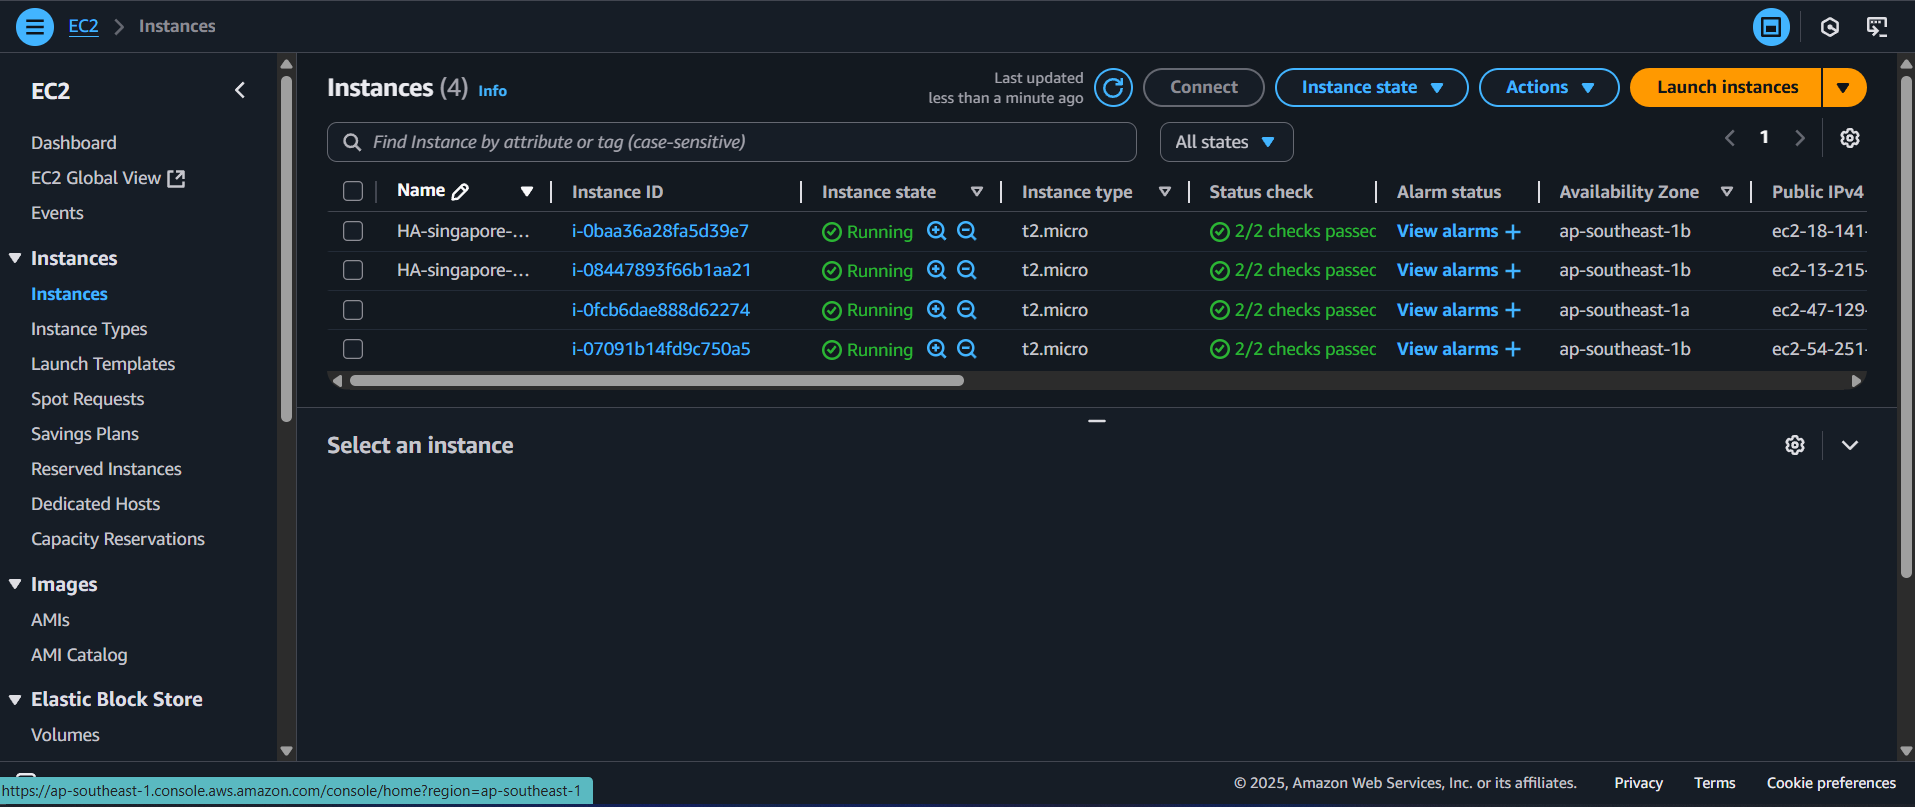 EC2 > Instances
EC2
Dashboard
EC2 Global View
Events
Instances
Instances
Instance Types
Launch Templates
Spot Requests
Savings Plans
Reserved Instances
Dedicated Hosts
Capacity Reservations
Images
AMIs
AMI Catalog
Elastic Block Store
Volumes
Instances (4) Info
Last updated
less than a minute ago
Connect
Instance state
Actions
Launch instances
Find Instance by attribute or tag (case-sensitive)
All states
1
Name Instance ID Instance state Instance type Status check Alarm status Availability Zone Public IPv4
HA-singapore-... i-0baa36a28fa5d39e7 Running t2.micro 2/2 checks passec View alarms + ap-southeast-1b ec2-18-141-
HA-singapore-... i-08447893f66b1aa21 Running t2.micro 2/2 checks passec View alarms + ap-southeast-1b ec2-13-215-
i-0fcb6dae888d62274 Running t2.micro 2/2 checks passec View alarms + ap-southeast-1a ec2-47-129-
i-07091b14fd9c750a5 Running t2.micro 2/2 checks passec View alarms + ap-southeast-1b ec2-54-251-
Select an instance
© 2025, Amazon Web Services, Inc. or its affiliates. Privacy Terms Cookie preferences
https://ap-southeast-1.console.aws.amazon.com/console/home?region=ap-southeast-1